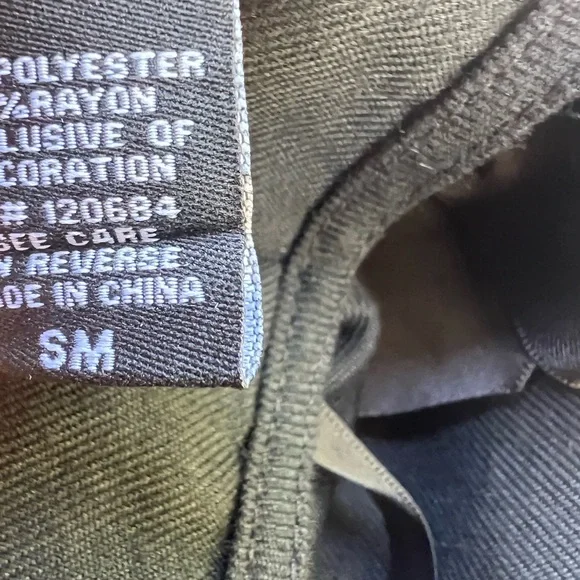 POLYESTER
%RAYON
LUSIVE OF
CORATION
# 120684
SEE CARE
N REVERSE
DE IN CHINA
SM